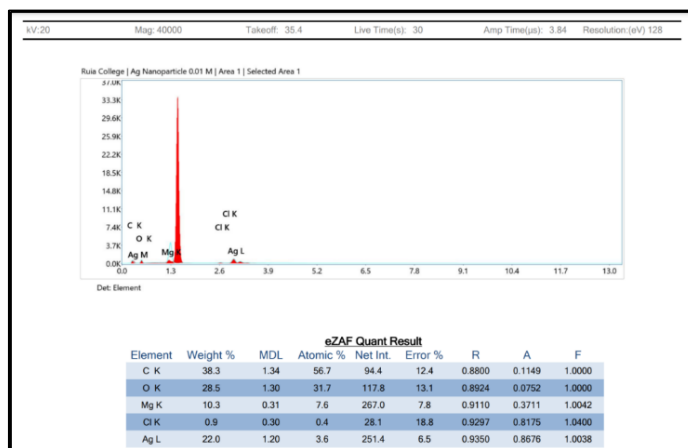 kV:20 Mag: 40000 Takeoff: 35.4 Live Time(s): 30 Amp Time(µs): 3.84 Resolution:(eV) 128
Ruia College | Ag Nanoparticle 0.01 M | Area 1 | Selected Area 1
37.0K
33.3K
29.6K
25.9K
22.2K
18.5K
14.8K
11.1K
7.4K
3.7K
0.0K
Cl K
C K
Cl K
O K
Ag M
Mg K
Ag L
0.0 1.3 2.6 3.9 5.2 6.5 7.8 9.1 10.4 11.7 13.0
Det: Element
eZAF Quant Result
Element Weight % MDL Atomic % Net Int. Error % R A F
C K 38.3 1.34 56.7 94.4 12.4 0.8800 0.1149 1.0000
O K 28.5 1.30 31.7 117.8 13.1 0.8924 0.0752 1.0000
Mg K 10.3 0.31 7.6 267.0 7.8 0.9110 0.3711 1.0042
Cl K 0.9 0.30 0.4 28.1 18.8 0.9297 0.8175 1.0400
Ag L 22.0 1.20 3.6 251.4 6.5 0.9350 0.8676 1.0038